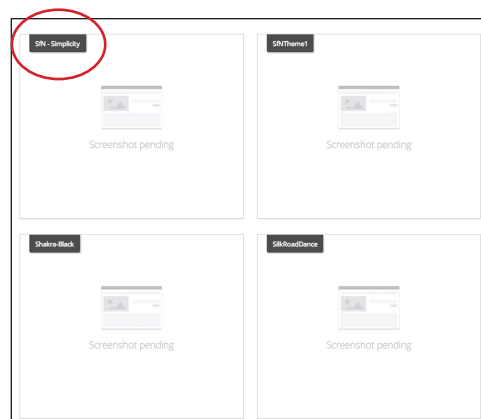 SfN - Simplicity
SfNTheme1
Screenshot pending
Screenshot pending
Shakra-Black
SilkRoadDance
Screenshot pending
Screenshot pending